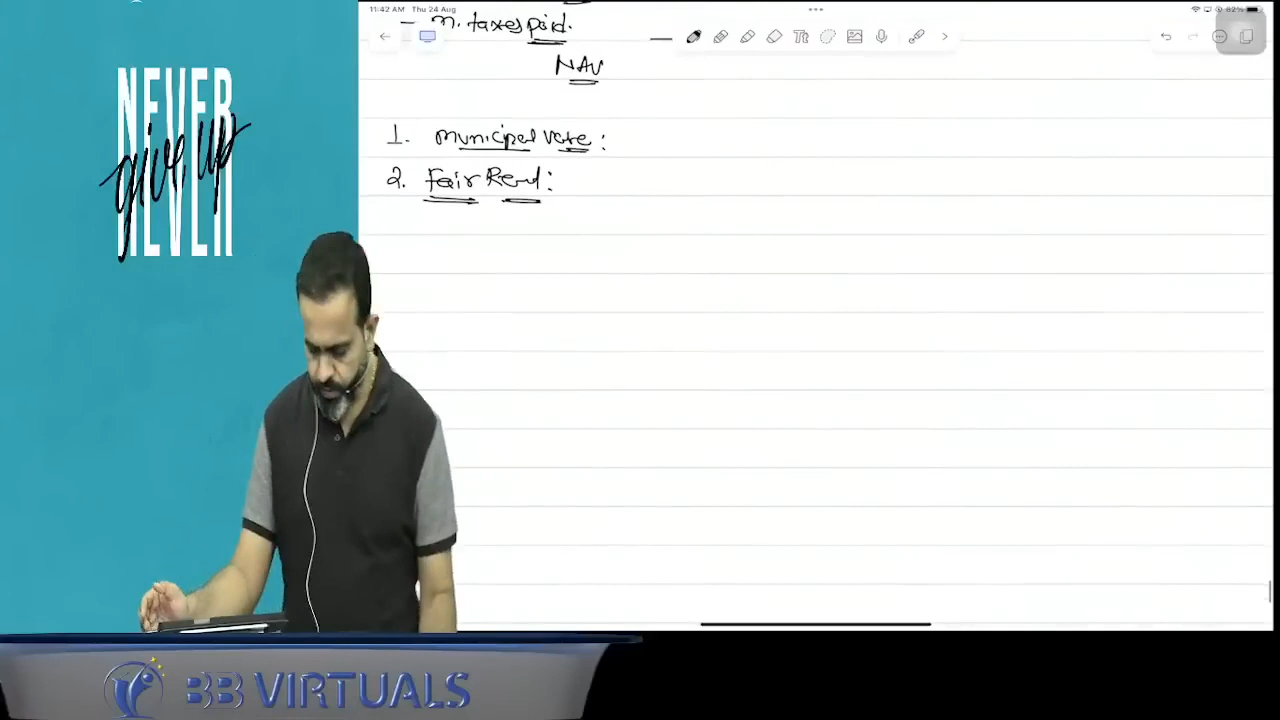 11:42 AM Thu 24 Aug
82%
- M. taxes paid.
NAV
NEVER
give up
NEVER
1. Municipal Value:
2. Fair Rent:
BB VIRTUALS